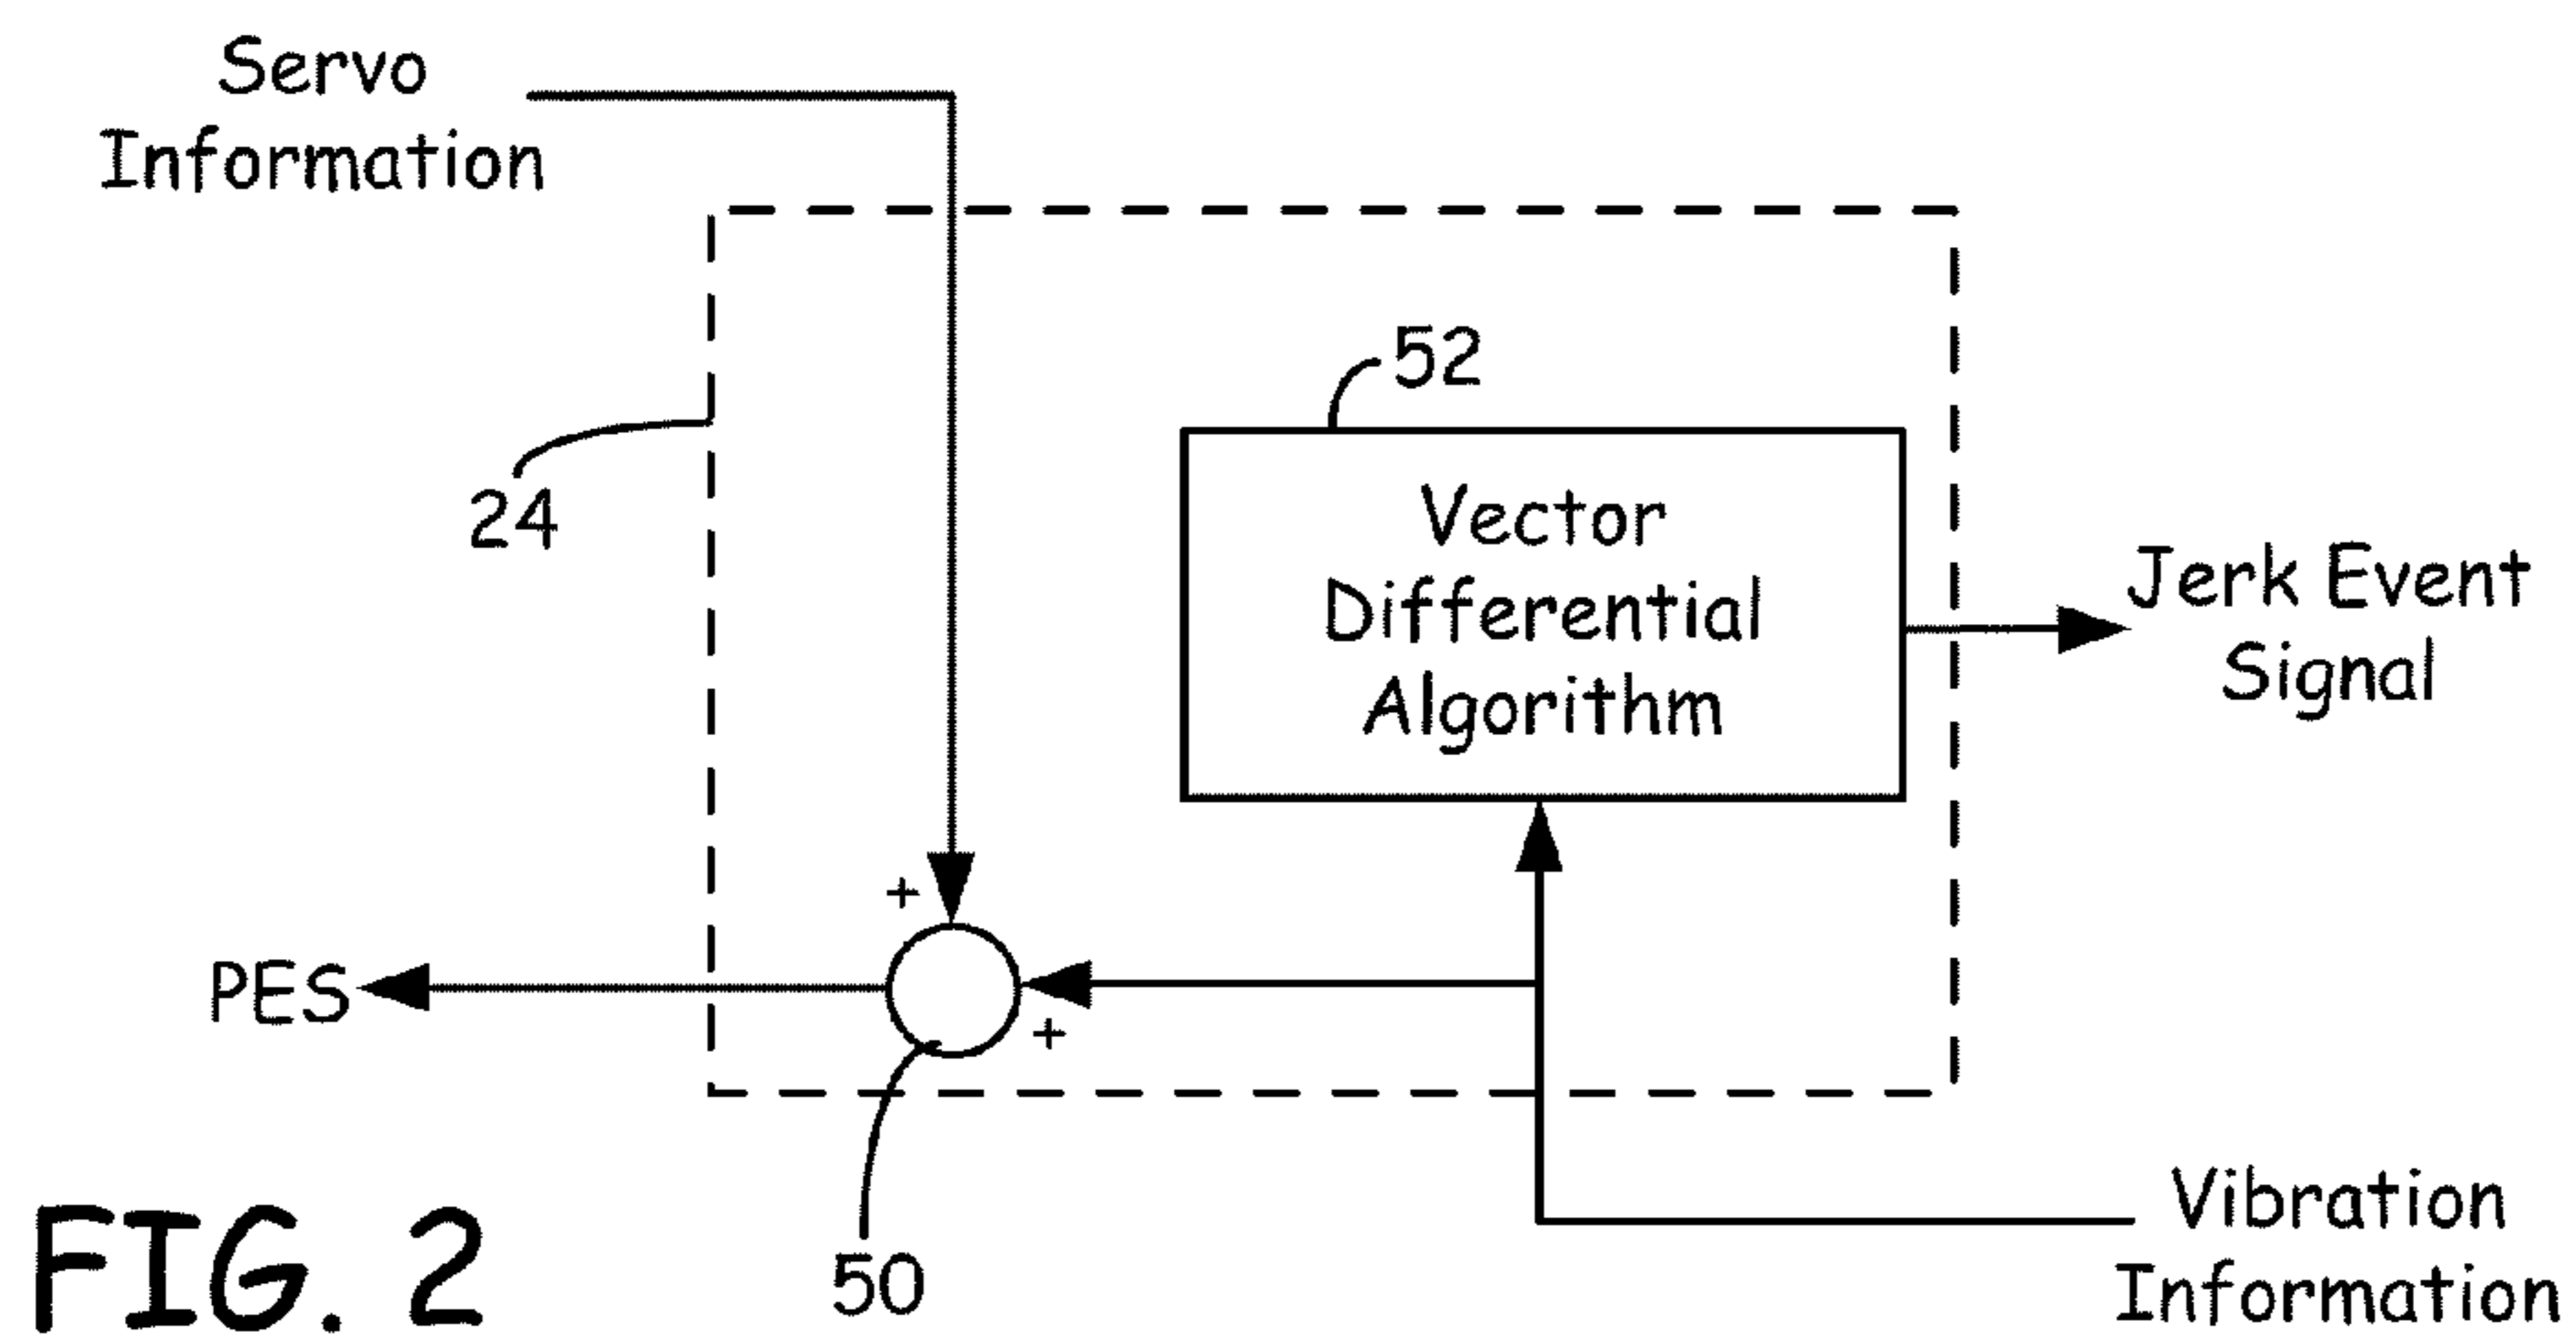 Servo
Information
52
24
Vector
Differential
Algorithm
Jerk Event
Signal
+
PES
+
50
Vibration
Information
FIG. 2